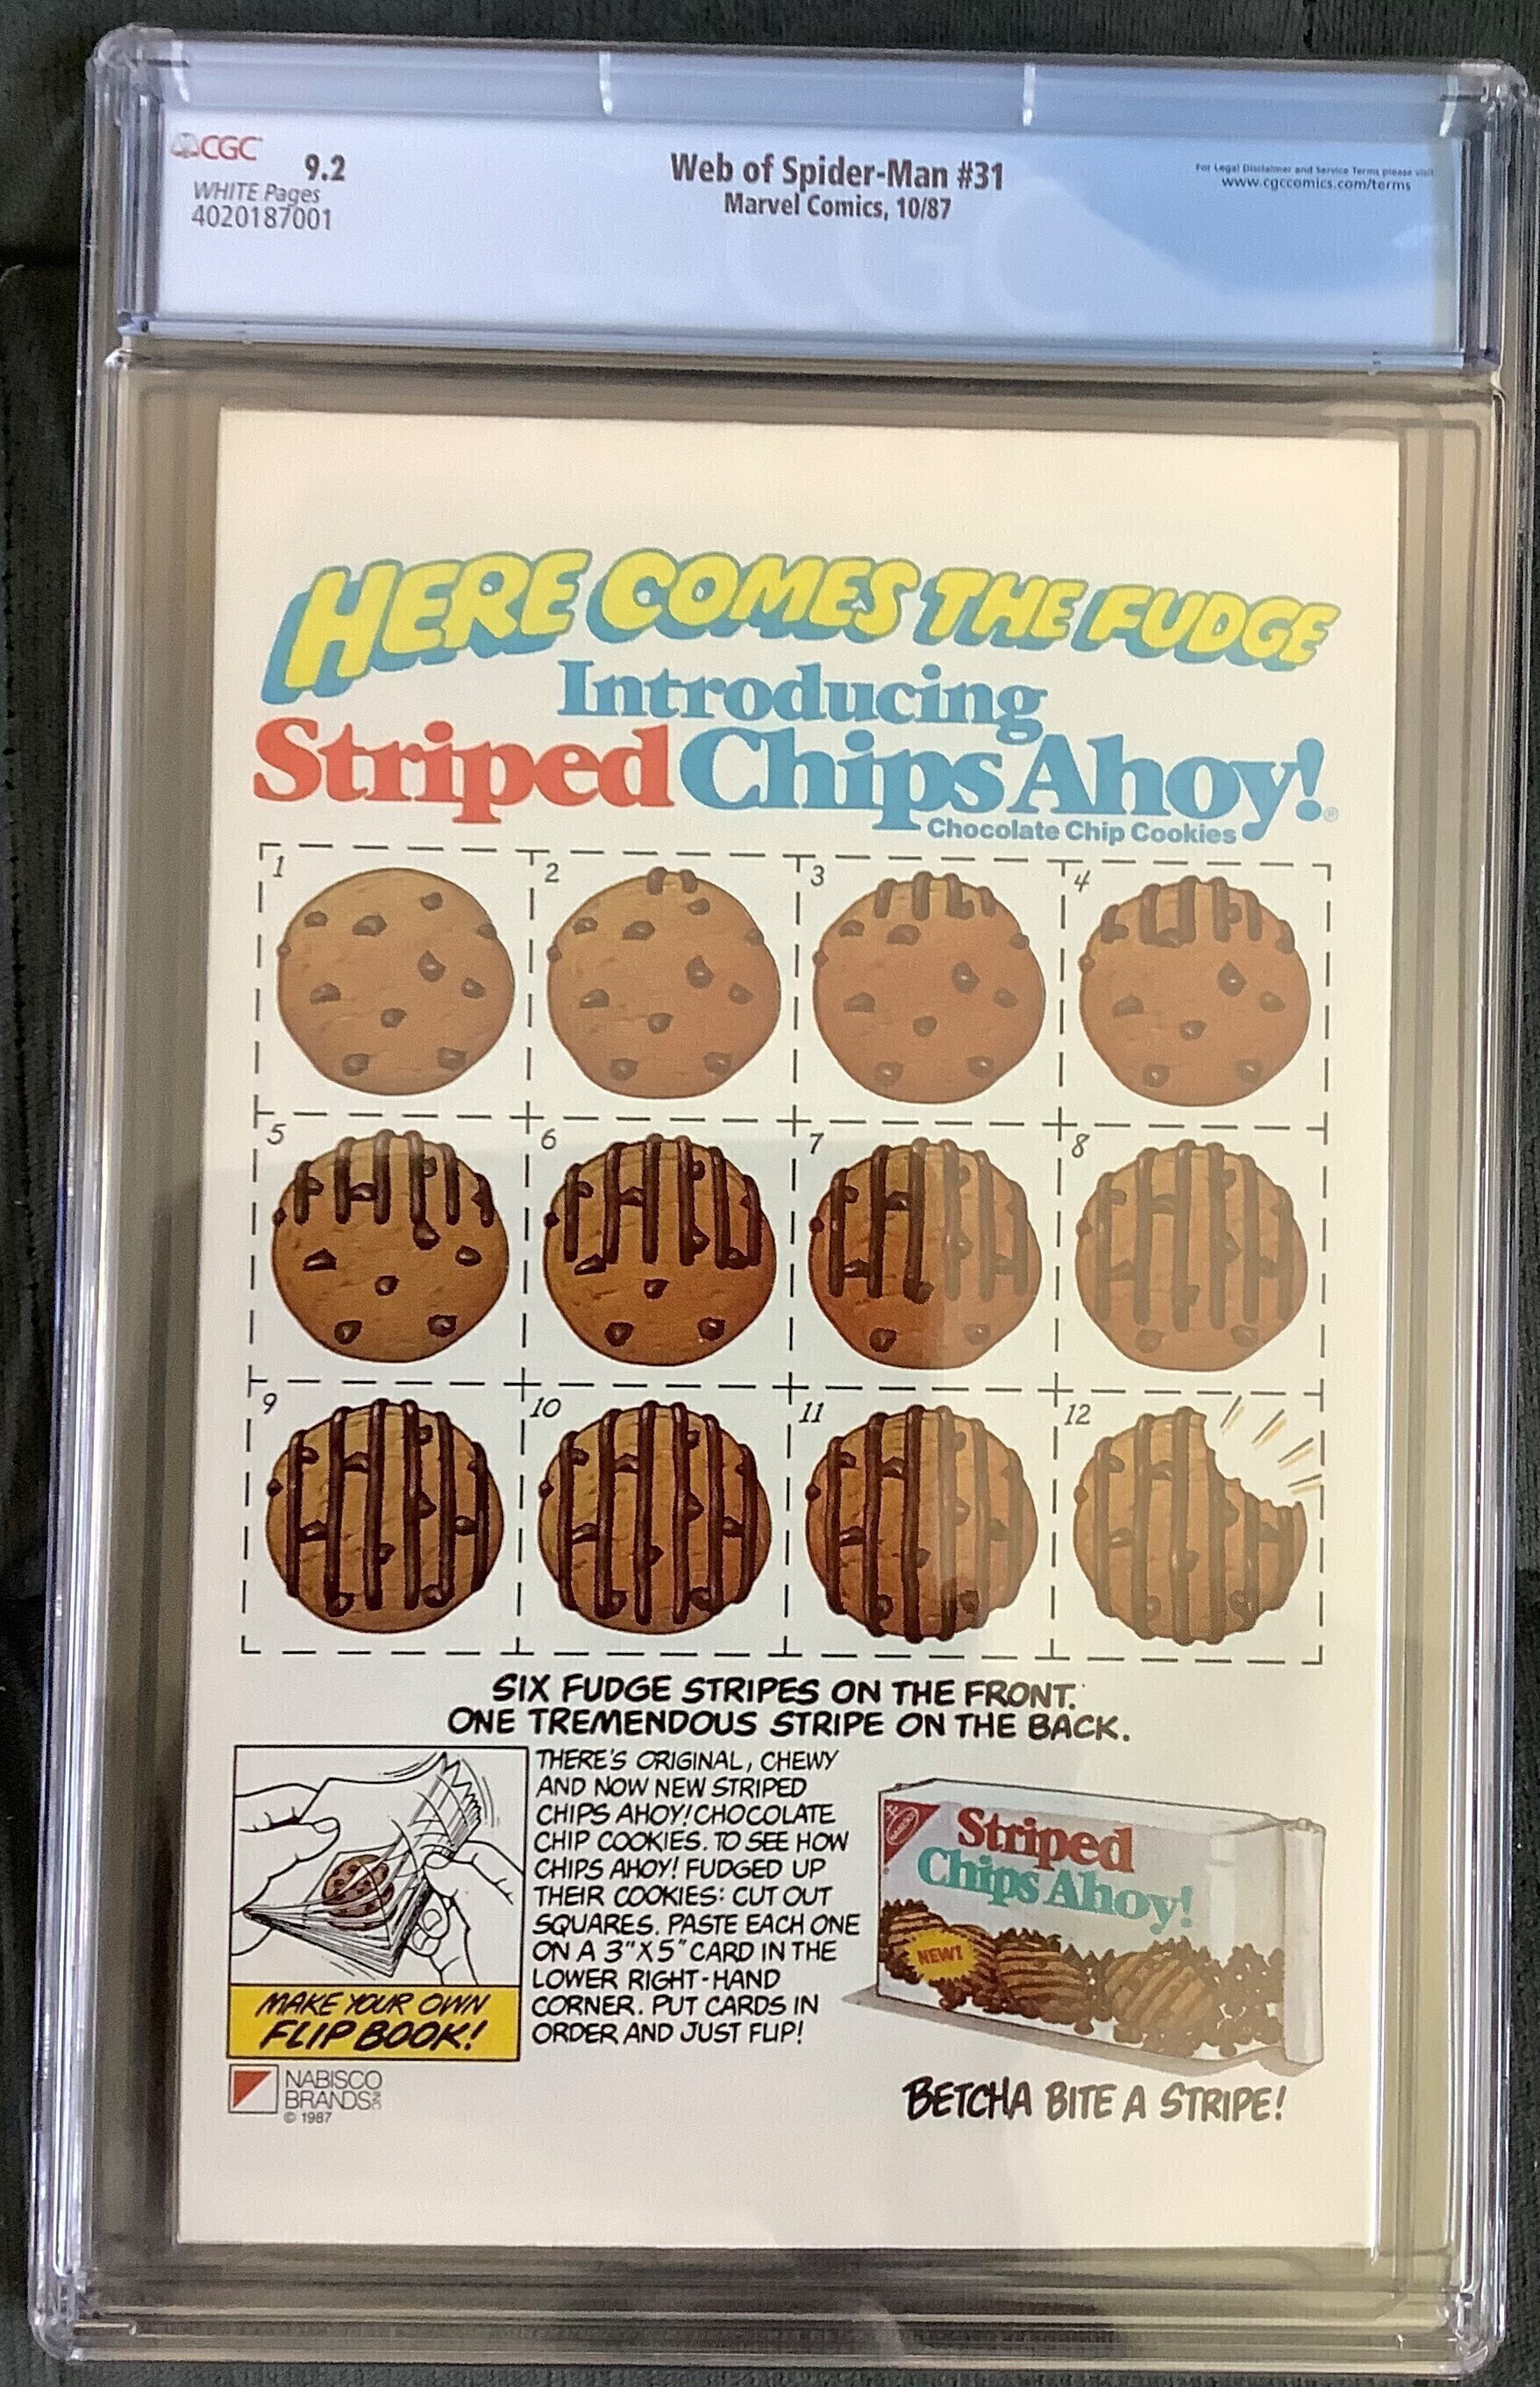 CGC
9.2
WHITE Pages
4020187001
Web of Spider-Man #31
Marvel Comics, 10/87
For Legal Disclaimer and Service Terms please visit
www.cgccomics.com/terms
CGC
HERE COMES THE FUDGE
Introducing
Striped Chips Ahoy!®
Chocolate Chip Cookies
1 2 3 4
5 6 7 8
9 10 11 12
SIX FUDGE STRIPES ON THE FRONT.
ONE TREMENDOUS STRIPE ON THE BACK.
THERE'S ORIGINAL, CHEWY
AND NOW NEW STRIPED
CHIPS AHOY! CHOCOLATE
CHIP COOKIES. TO SEE HOW
CHIPS AHOY! FUDGED UP
THEIR COOKIES: CUT OUT
SQUARES. PASTE EACH ONE
ON A 3"X5" CARD IN THE
LOWER RIGHT-HAND
CORNER. PUT CARDS IN
ORDER AND JUST FLIP!
MAKE YOUR OWN
FLIP BOOK!
NABISCO
Striped
Chips Ahoy!
NEW!
NABISCO
BRANDS INC
© 1987
BETCHA BITE A STRIPE!